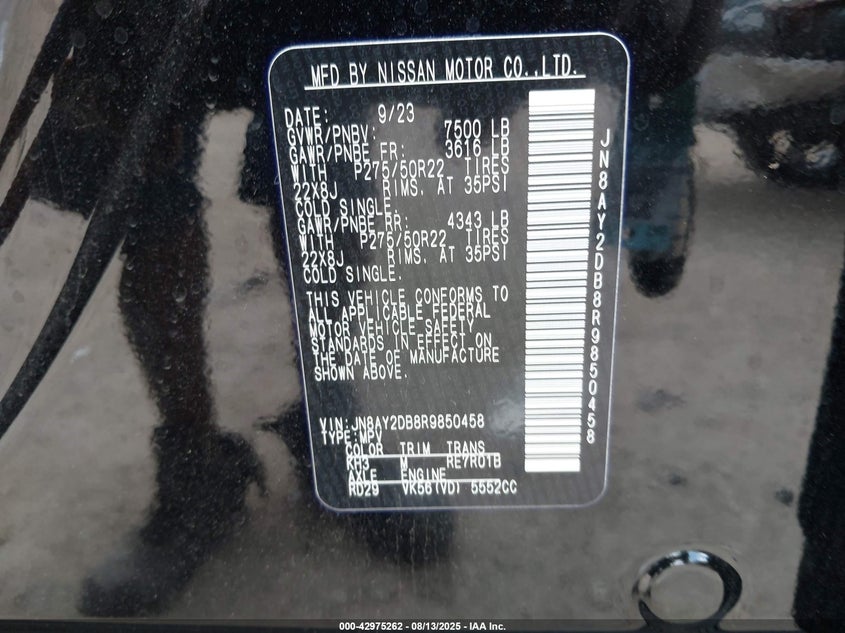 MFD BY NISSAN MOTOR CO.,LTD.
DATE: 9/23
GVWR/PNBV: 7500 LB
GAWR/PNBE FR: 3616 LB
WITH P275/50R22 TIRES
22X8J RIMS. AT 35PSI
COLD SINGLE.
GAWR/PNBE RR: 4343 LB
WITH P275/50R22 TIRES
22X8J RIMS. AT 35PSI
COLD SINGLE.
THIS VEHICLE CONFORMS TO
ALL APPLICABLE FEDERAL
MOTOR VEHICLE SAFETY
STANDARDS IN EFFECT ON
THE DATE OF MANUFACTURE
SHOWN ABOVE.
VIN:JN8AY2DB8R9850458
TYPE:MPV
COLOR TRIM TRANS
KH3 M RE7R01B
AXLE ENGINE
RD29 VK56(VD) 5552CC
JN8AY2DB8R9850458
000-42975262 - 08/13/2025 - IAA Inc.